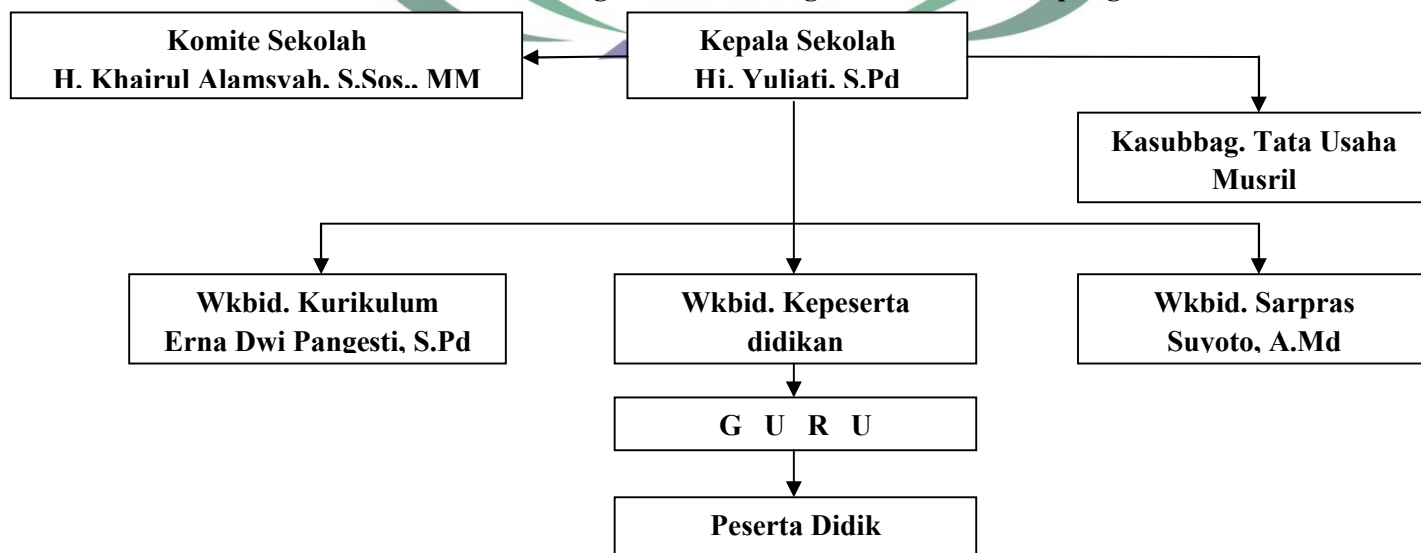 Komite Sekolah
H. Khairul Alamsyah, S.Sos., MM
Kepala Sekolah
Hj. Yuliati, S.Pd
Kasubbag. Tata Usaha
Musril
Wkbid. Kurikulum
Erna Dwi Pangesti, S.Pd
Wkbid. Kepeserta
didikan
Wkbid. Sarpras
Suyoto, A.Md
G U R U
Peserta Didik